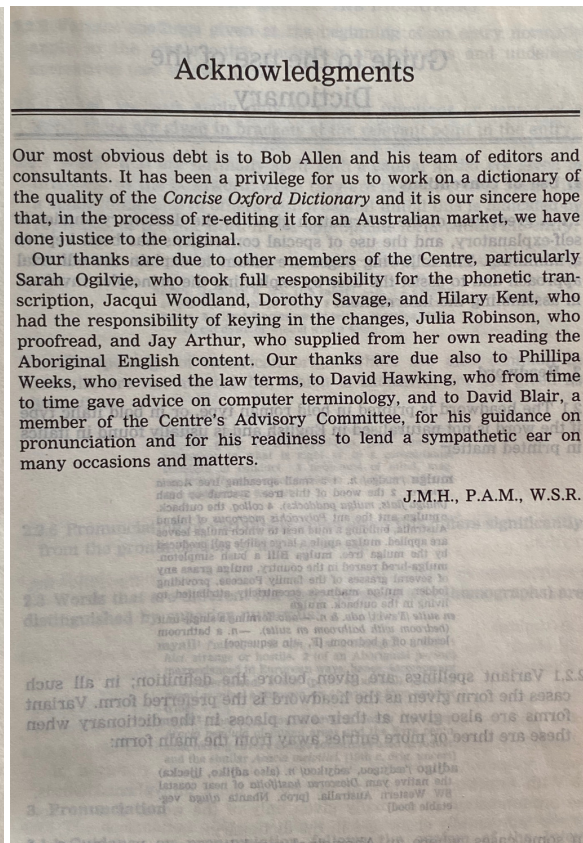 Acknowledgments
Our most obvious debt is to Bob Allen and his team of editors and
consultants. It has been a privilege for us to work on a dictionary of
the quality of the Concise Oxford Dictionary and it is our sincere hope
that, in the process of re-editing it for an Australian market, we have
done justice to the original.
Our thanks are due to other members of the Centre, particularly
Sarah Ogilvie, who took full responsibility for the phonetic tran-
scription, Jacqui Woodland, Dorothy Savage, and Hilary Kent, who
had the responsibility of keying in the changes, Julia Robinson, who
proofread, and Jay Arthur, who supplied from her own reading the
Aboriginal English content. Our thanks are due also to Phillipa
Weeks, who revised the law terms, to David Hawking, who from time
to time gave advice on computer terminology, and to David Blair, a
member of the Centre's Advisory Committee, for his guidance on
pronunciation and for his readiness to lend a sympathetic ear on
many occasions and matters.
J.M.H., P.A.M., W.S.R.